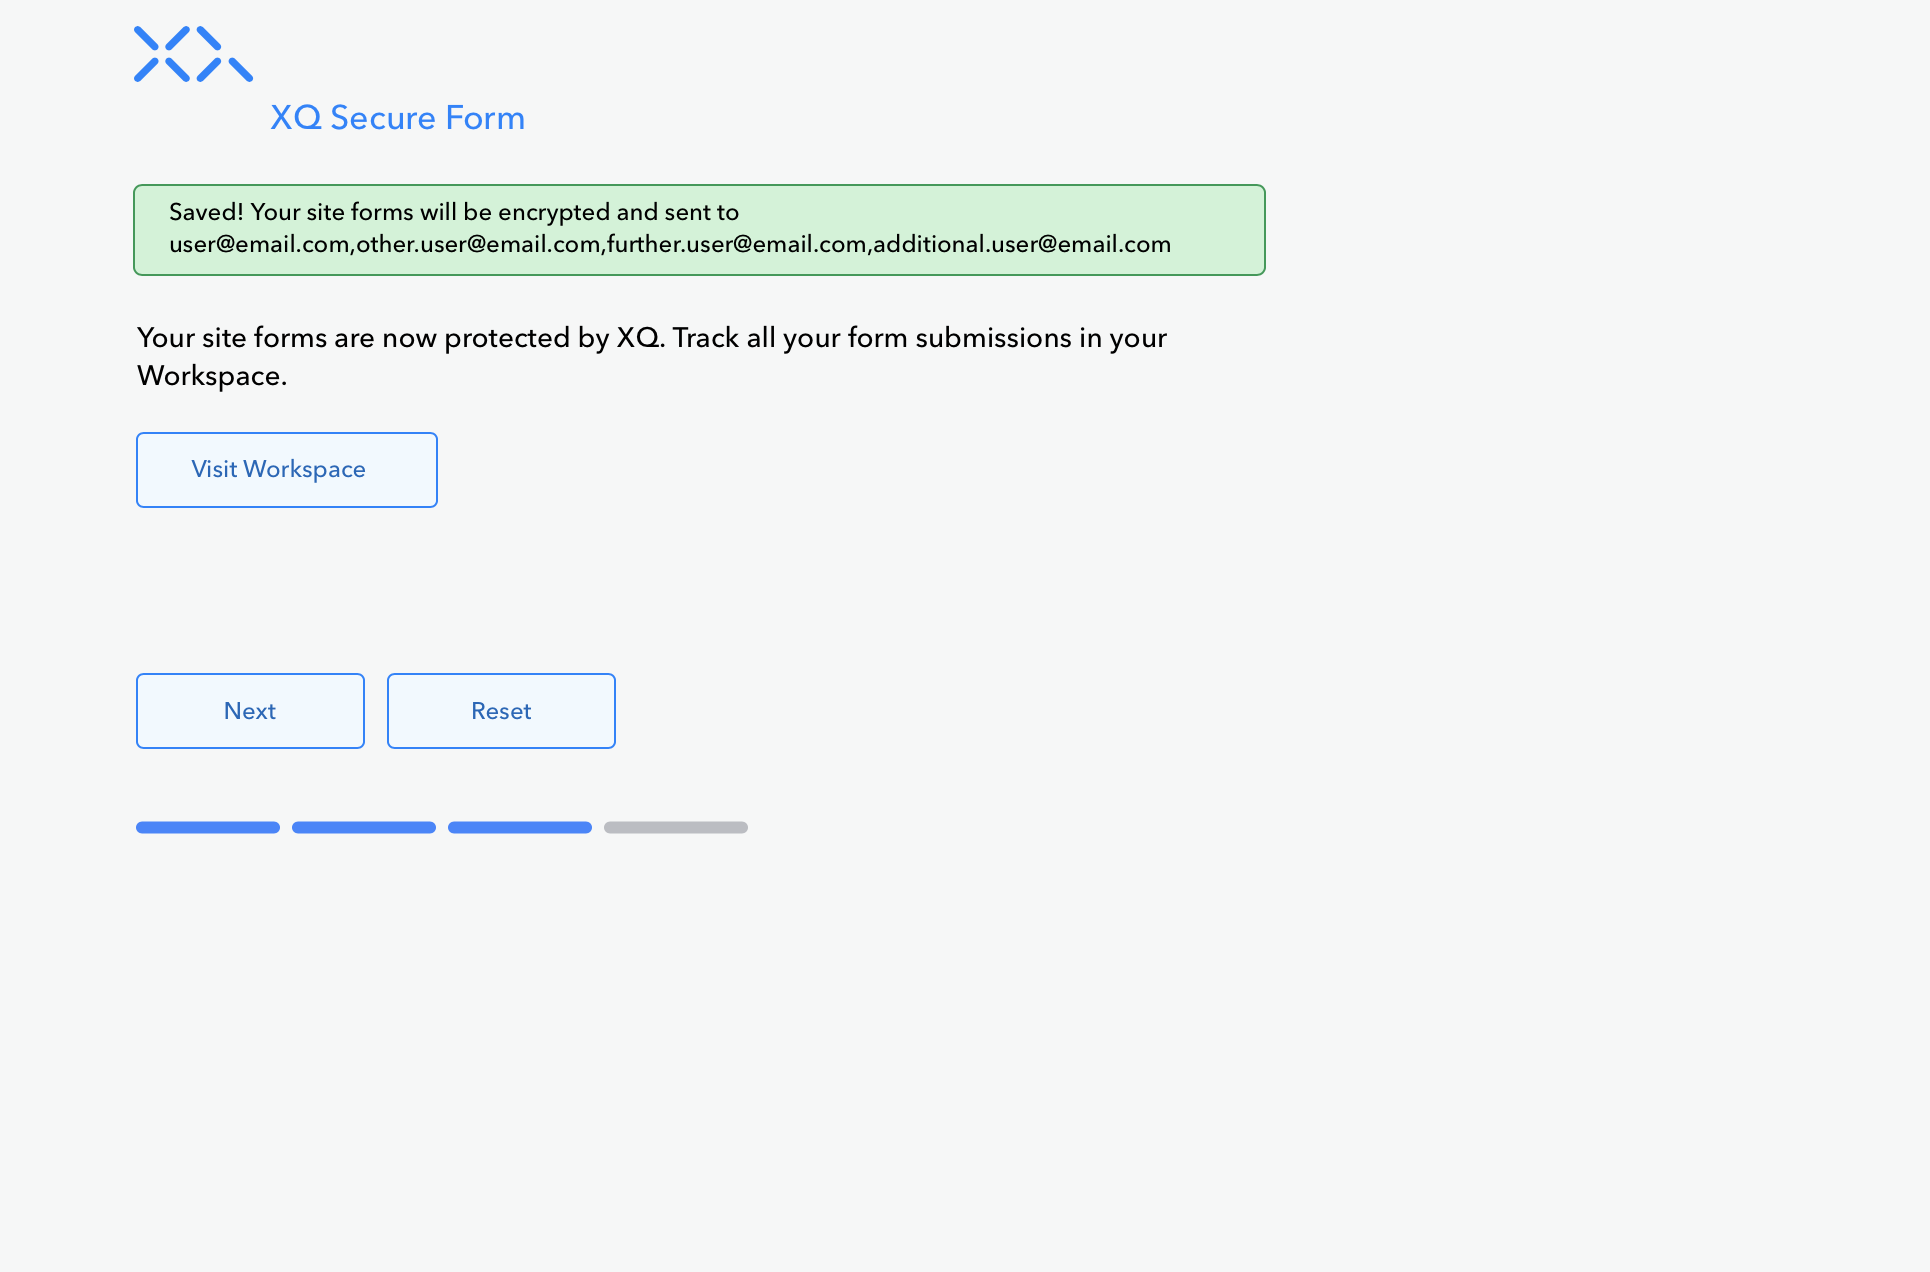 XQ Secure Form
Saved! Your site forms will be encrypted and sent to
user@email.com,other.user@email.com,further.user@email.com,additional.user@email.com
Your site forms are now protected by XQ. Track all your form submissions in your
Workspace.
Visit Workspace
Next
Reset